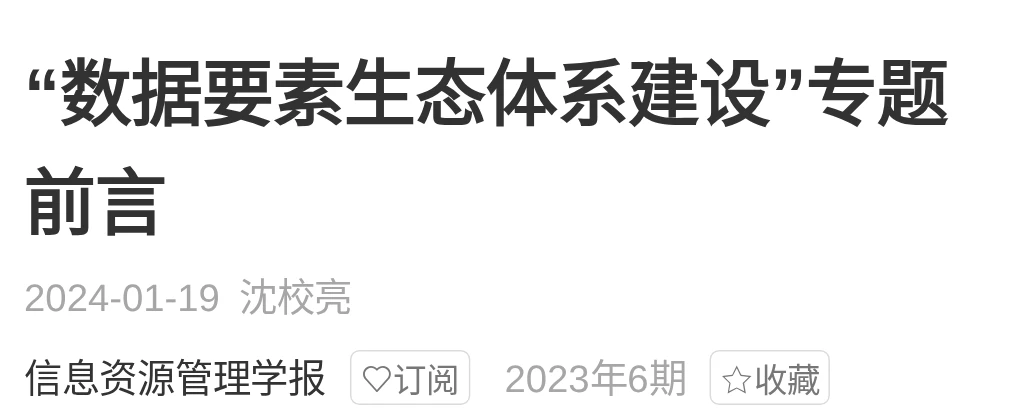 “数据要素生态体系建设”专题
前言
2024-01-19 沈校亮
信息资源管理学报 ♡订阅 2023年6期 ☆收藏